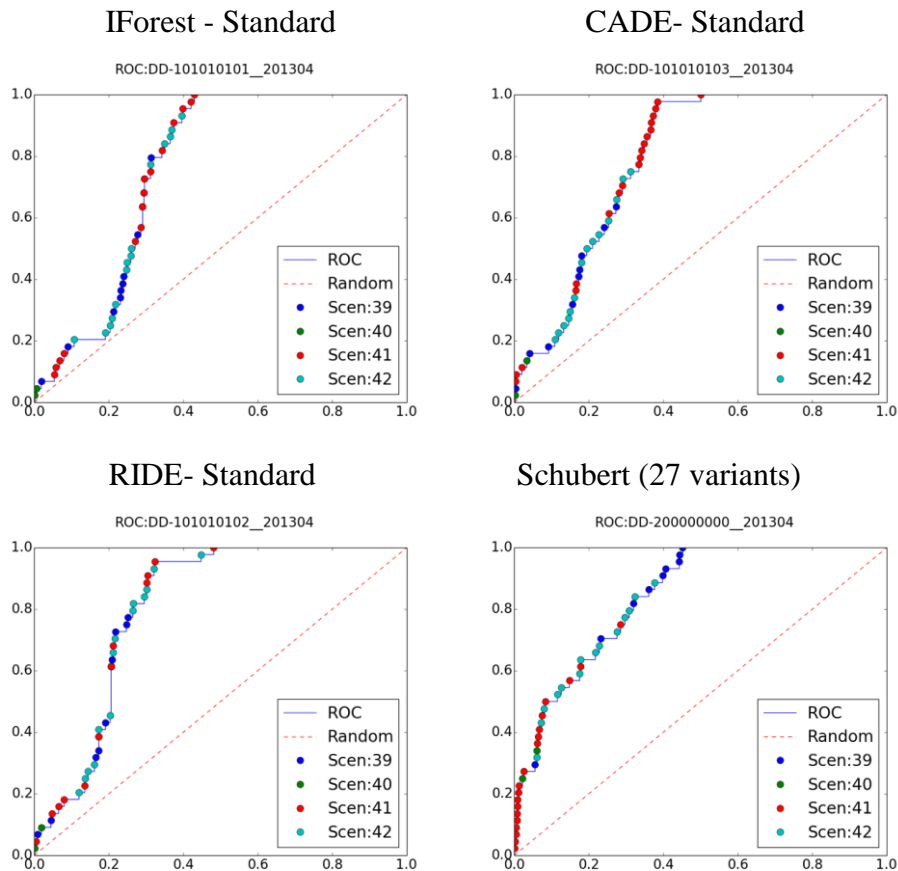 IForest - Standard
ROC:DD-101010101__201304
1.0
0.8
0.6
0.4
0.2
0.0
0.0 0.2 0.4 0.6 0.8 1.0
ROC
Random
Scen:39
Scen:40
Scen:41
Scen:42
CADE- Standard
ROC:DD-101010103__201304
1.0
0.8
0.6
0.4
0.2
0.0
0.0 0.2 0.4 0.6 0.8 1.0
ROC
Random
Scen:39
Scen:40
Scen:41
Scen:42
RIDE- Standard
ROC:DD-101010102__201304
1.0
0.8
0.6
0.4
0.2
0.0
0.0 0.2 0.4 0.6 0.8 1.0
ROC
Random
Scen:39
Scen:40
Scen:41
Scen:42
Schubert (27 variants)
ROC:DD-200000000__201304
1.0
0.8
0.6
0.4
0.2
0.0
0.0 0.2 0.4 0.6 0.8 1.0
ROC
Random
Scen:39
Scen:40
Scen:41
Scen:42